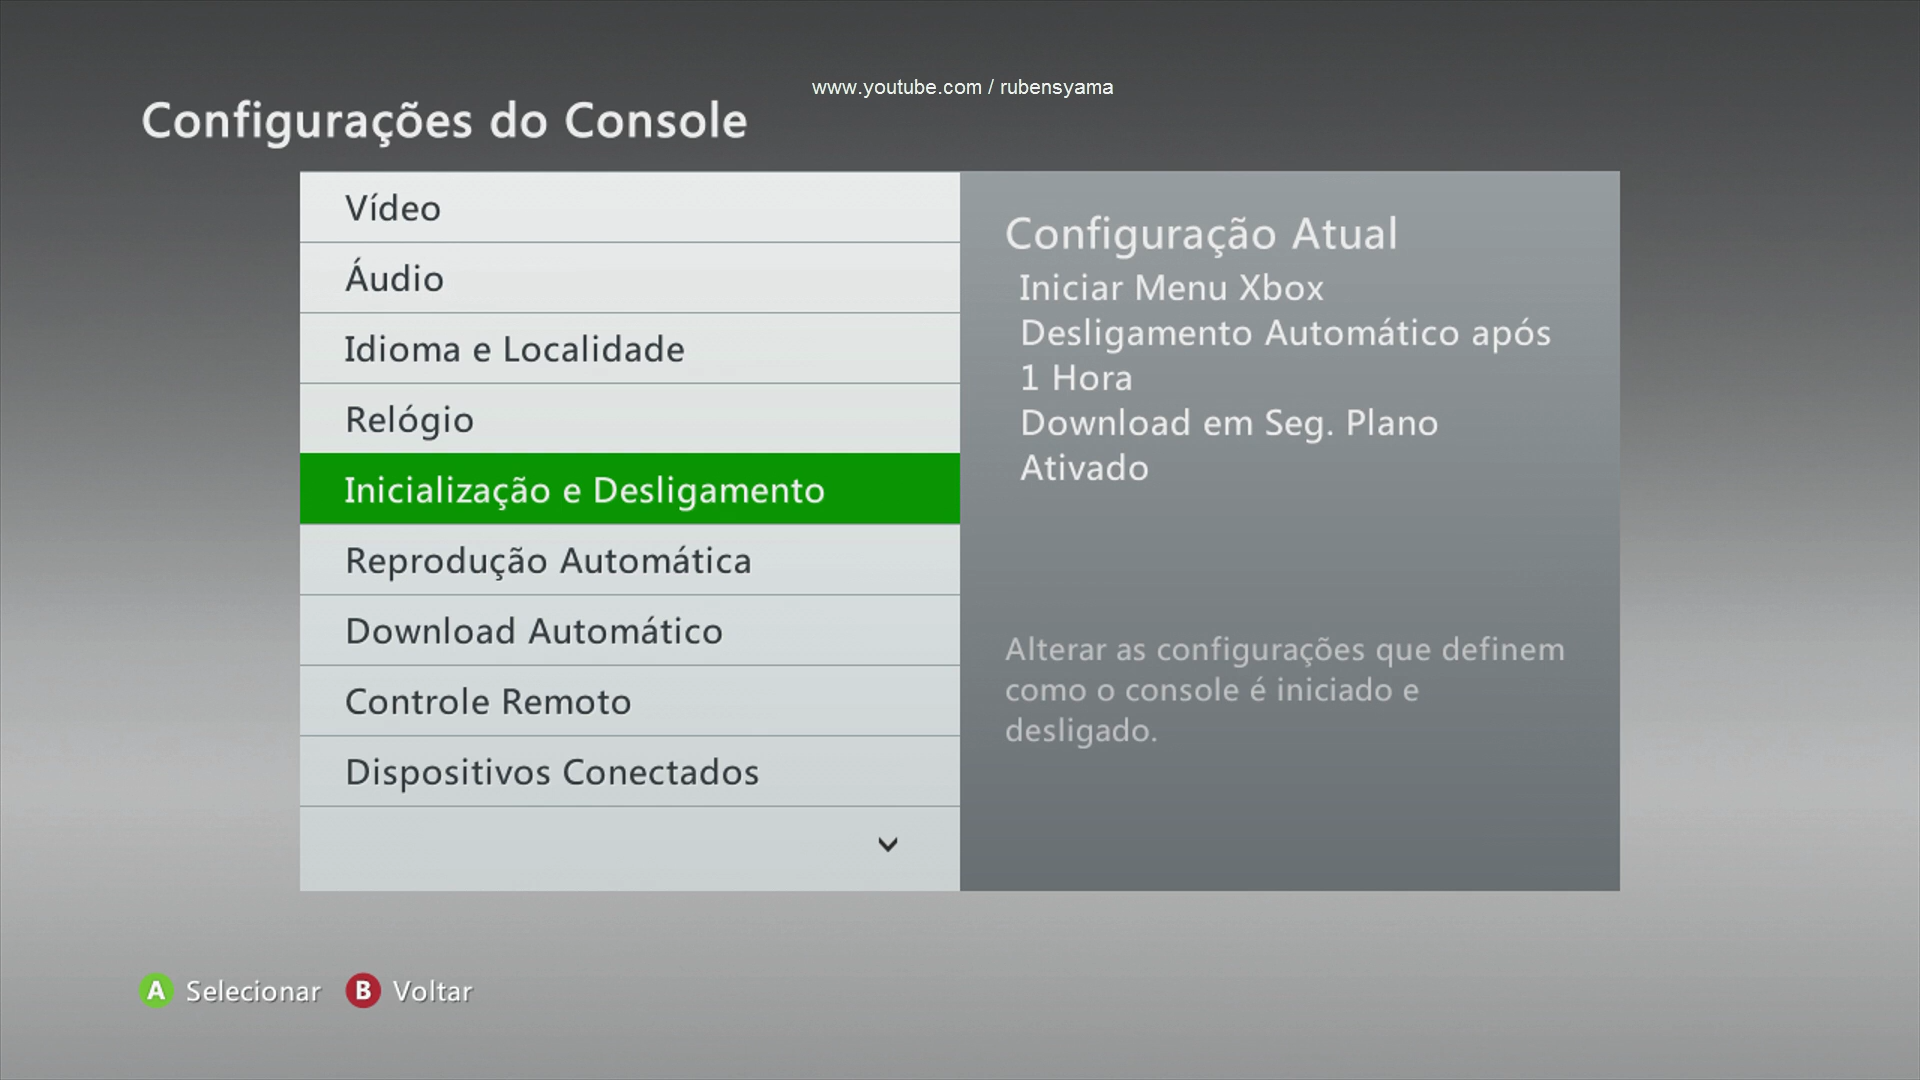 www.youtube.com / rubensyama
Configurações do Console
Vídeo
Áudio
Idioma e Localidade
Relógio
Inicialização e Desligamento
Reprodução Automática
Download Automático
Controle Remoto
Dispositivos Conectados
Configuração Atual
Iniciar Menu Xbox
Desligamento Automático após
1 Hora
Download em Seg. Plano
Ativado
Alterar as configurações que definem
como o console é iniciado e
desligado.
A Selecionar B Voltar